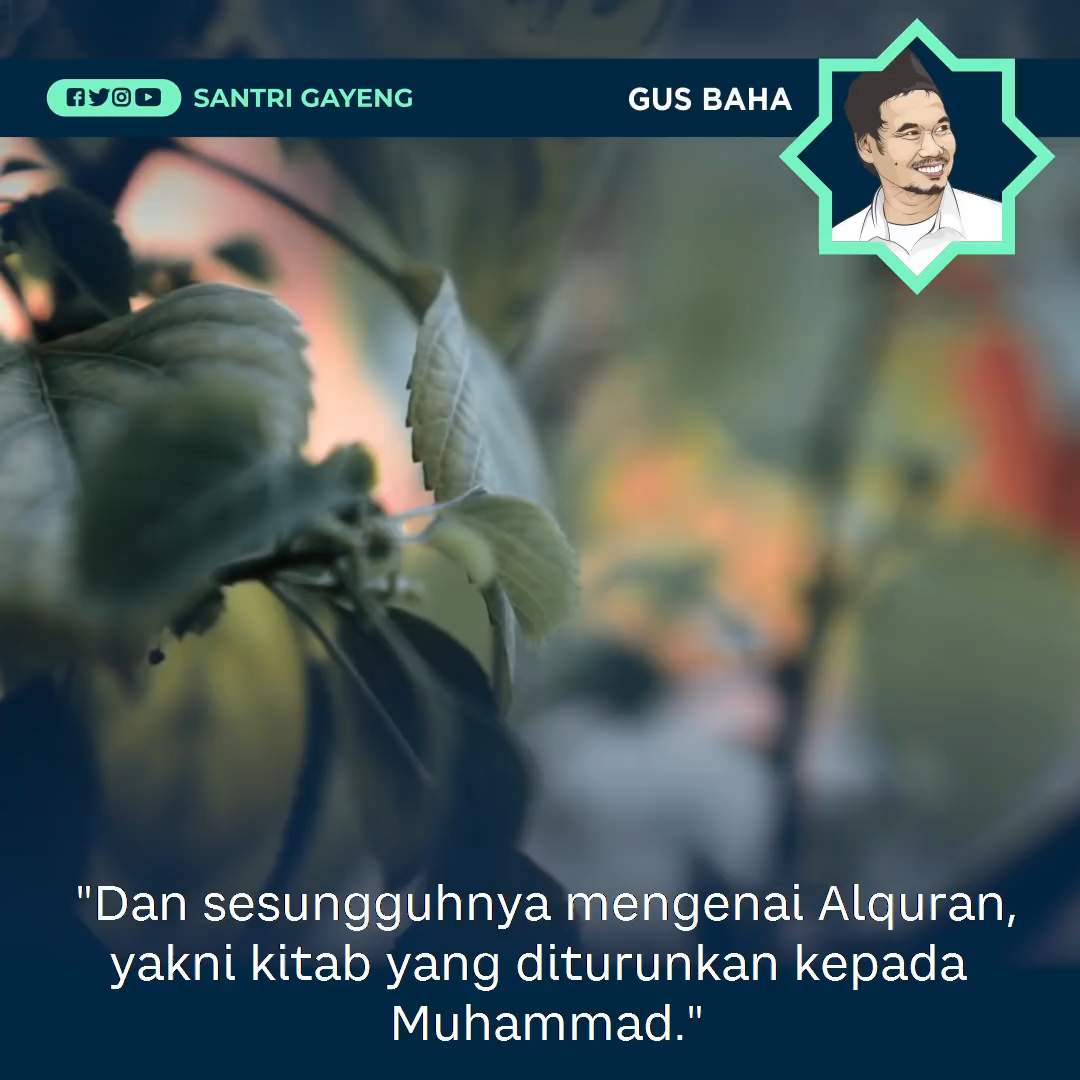 SANTRI GAYENG
GUS BAHA
"Dan sesungguhnya mengenai Alquran,
yakni kitab yang diturunkan kepada
Muhammad."